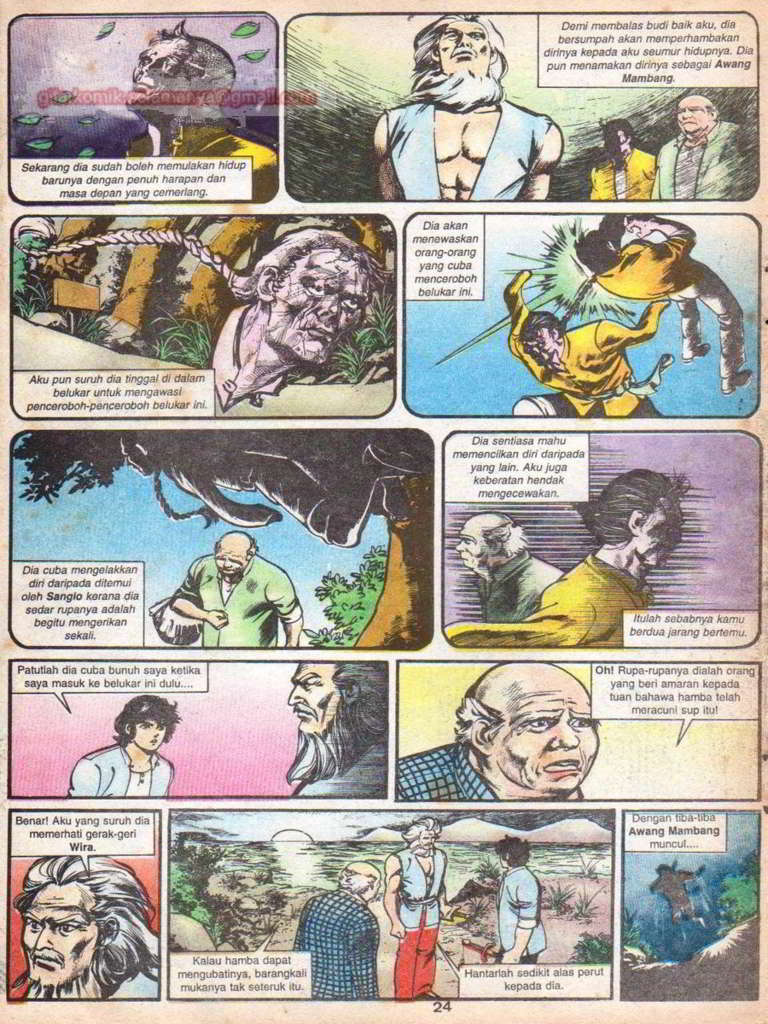 Sekarang dia sudah boleh memulakan hidup
barunya dengan penuh harapan dan
masa depan yang cemerlang.
Demi membalas budi baik aku, dia
bersumpah akan memperhambakan
dirinya kepada aku seumur hidupnya. Dia
pun menamakan dirinya sebagai Awang
Mambang.
Aku pun suruh dia tinggal di dalam
belukar untuk mengawasi
penceroboh-penceroboh belukar ini.
Dia akan
menewaskan
orang-orang
yang cuba
menceroboh
belukar ini.
Dia cuba mengelakkan
diri daripada ditemui
oleh Sanglo kerana dia
sedar rupanya adalah
begitu mengerikan
sekali.
Dia sentiasa mahu
memencilkan diri daripada
yang lain. Aku juga
keberatan hendak
mengecewakan.
Itulah sebabnya kamu
berdua jarang bertemu.
Patutlah dia cuba bunuh saya ketika
saya masuk ke belukar ini dulu....
Oh! Rupa-rupanya dialah orang
yang beri amaran kepada
tuan bahawa hamba telah
meracuni sup itu!
Benar! Aku yang suruh dia
memerhati gerak-geri
Wira.
Kalau hamba dapat
mengubatinya, barangkali
mukanya tak seteruk itu.
Hantarlah sedikit alas perut
kepada dia.
Dengan tiba-tiba
Awang Mambang
muncul....
24